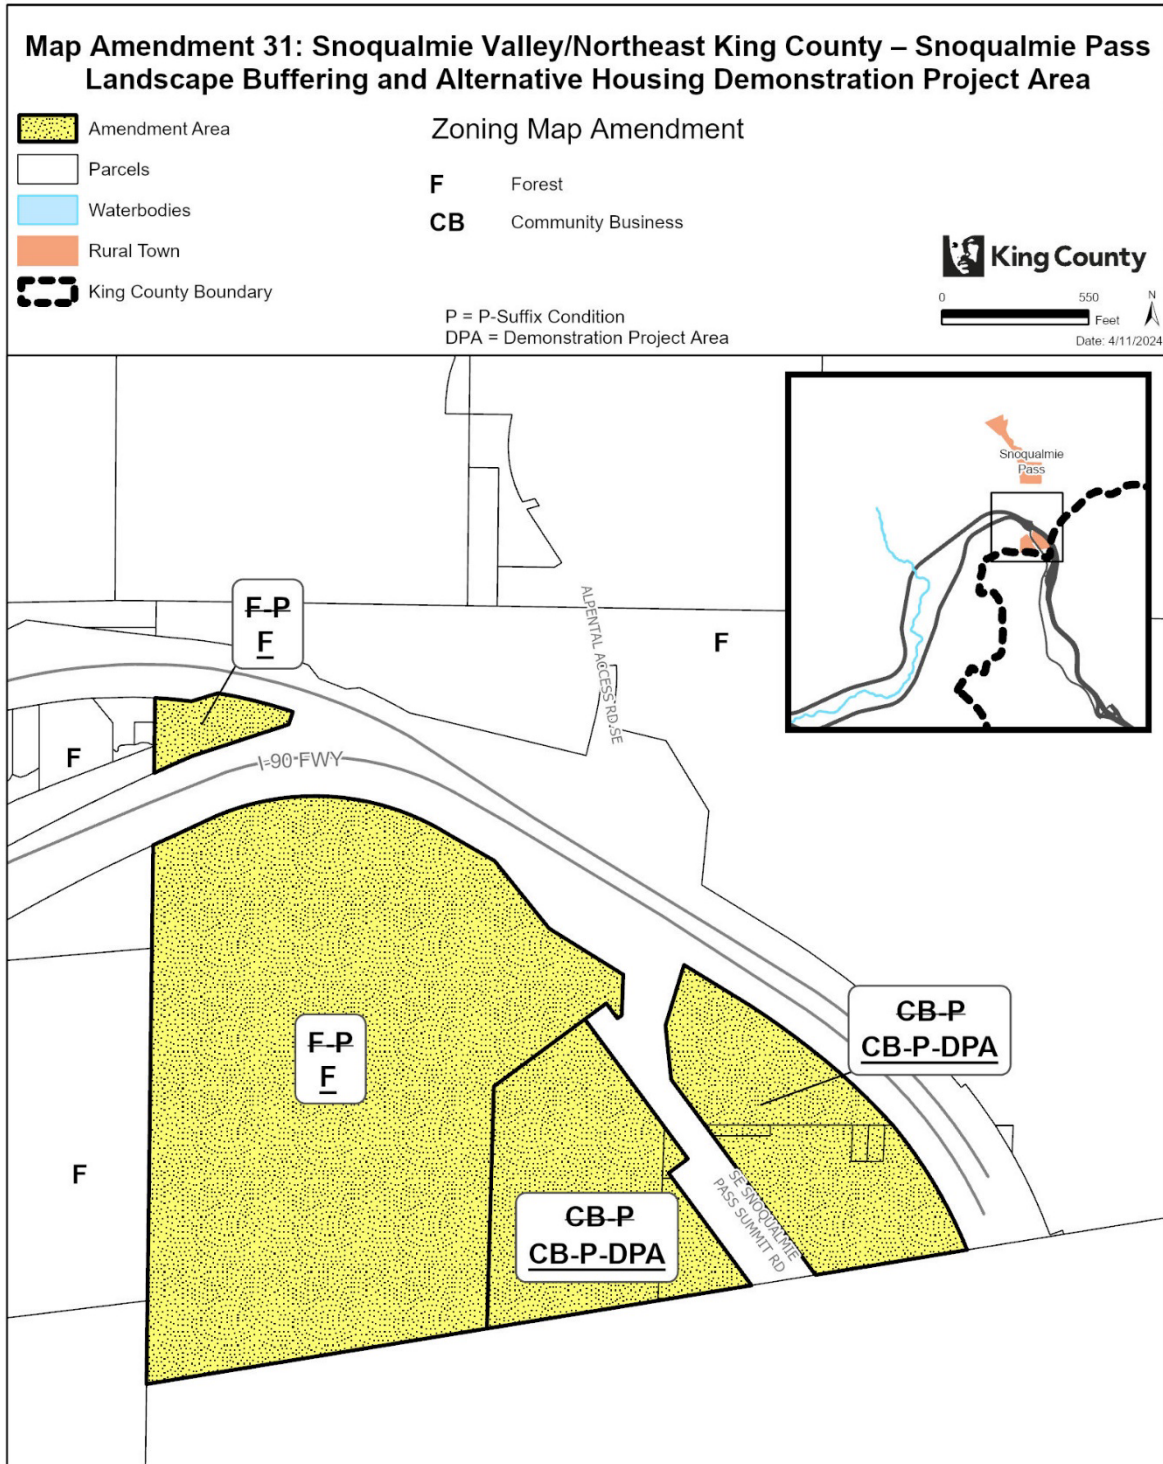 Map Amendment 31: Snoqualmie Valley/Northeast King County – Snoqualmie Pass
Landscape Buffering and Alternative Housing Demonstration Project Area
Amendment Area
Parcels
Waterbodies
Rural Town
King County Boundary
Zoning Map Amendment
F Forest
CB Community Business
P = P-Suffix Condition
DPA = Demonstration Project Area
King County
0 550
Feet
N
Date: 4/11/2024
Snoqualmie
Pass
F-P
F
ALPENTAL ACCESS RD SE
F
F
I-90 FWY
F-P
F
CB-P
CB-P-DPA
F
CB-P
CB-P-DPA
SE SNOQUALMIE
PASS SUMMIT RD